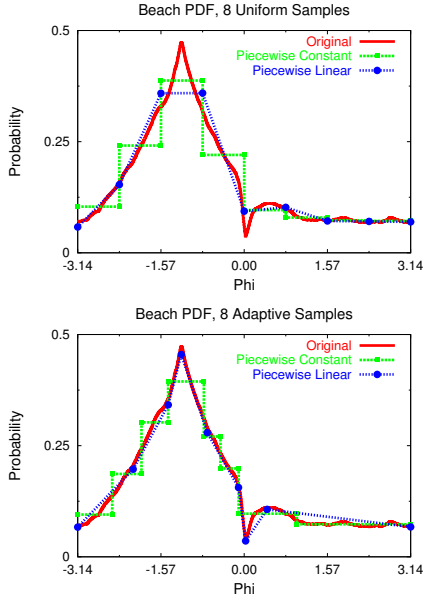 Beach PDF, 8 Uniform Samples
0.5
Original
Piecewise Constant
Piecewise Linear
Probability
0.25
0
-3.14
-1.57
0.00
1.57
3.14
Phi
Beach PDF, 8 Adaptive Samples
0.5
Original
Piecewise Constant
Piecewise Linear
Probability
0.25
0
-3.14
-1.57
0.00
1.57
3.14
Phi